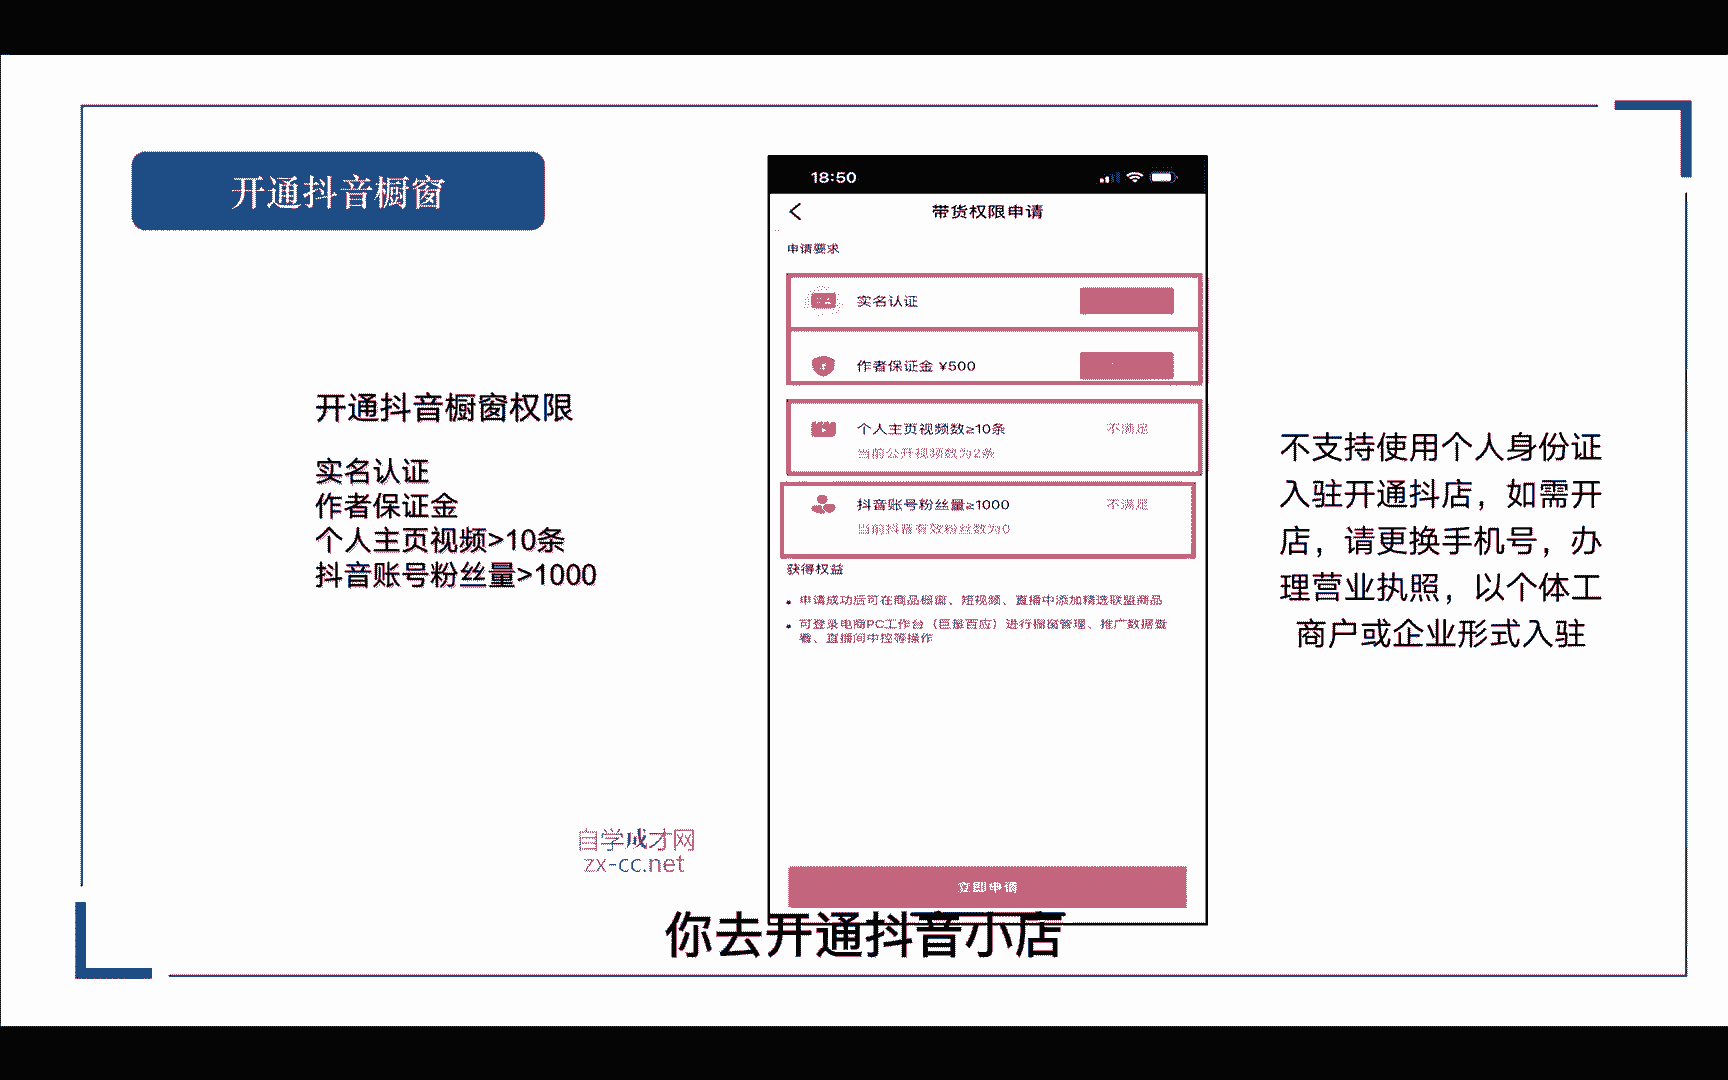 开通抖音橱窗
开通抖音橱窗权限
实名认证
作者保证金
个人主页视频>10条
抖音账号粉丝量>1000
18:50
带货权限申请
申请要求
实名认证
作者保证金 ¥500
个人主页视频数≥10条
不满足
当前公开视频数为2条
抖音账号粉丝量≥1000
不满足
当前抖音有效粉丝数为0
获得权益
申请成功后可在商品橱窗、短视频、直播中添加精选联盟商品
可登录电商PC工作台（巨量百应）进行橱窗管理、推广数据查
看、直播间中控等操作
立即申请
不支持使用个人身份证
入驻开通抖店，如需开
店，请更换手机号，办
理营业执照，以个体工
商户或企业形式入驻
自学成才网
zx-cc.net
你去开通抖音小店